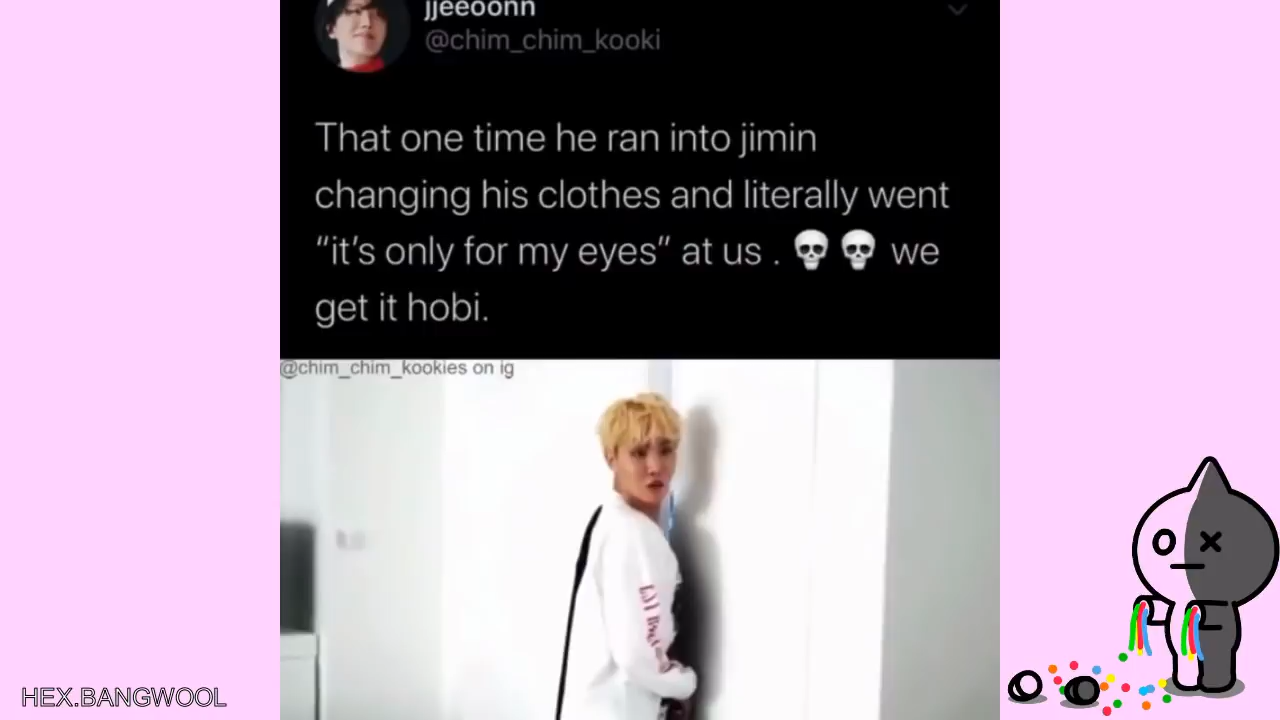 jjeeoonn
@chim_chim_kooki
That one time he ran into jimin
changing his clothes and literally went
“it’s only for my eyes” at us . 💀💀 we
get it hobi.
@chim_chim_kookies on ig
HEX.BANGWOOL